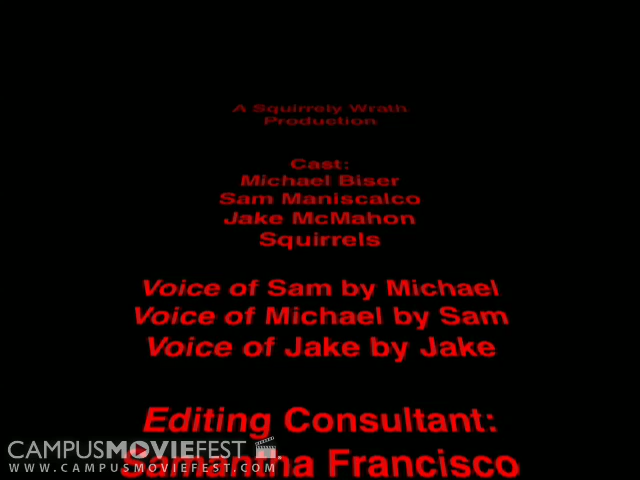 A Squirrely Wrath
Production
Cast:
Michael Biser
Sam Maniscalco
Jake McMahon
Squirrels
Voice of Sam by Michael
Voice of Michael by Sam
Voice of Jake by Jake
Editing Consultant:
Samantha Francisco
CAMPUSMOVIEFEST
WWW.CAMPUSMOVIEFEST.COM